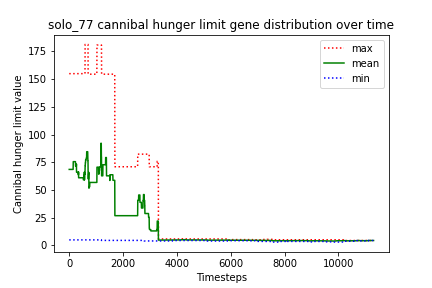 solo_77 cannibal hunger limit gene distribution over time
max
mean
min
Cannibal hunger limit value
175
150
125
100
75
50
25
0
0
2000
4000
6000
8000
10000
Timesteps